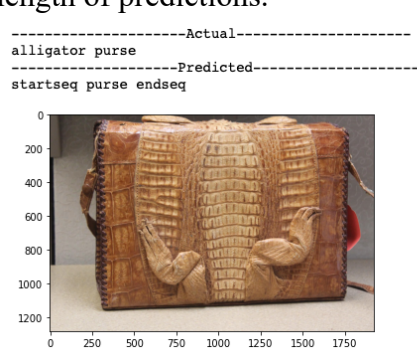 length of predictions.
---------------------Actual---------------------
alligator purse
--------------------Predicted-------------------
startseq purse endseq
0
200
400
600
800
1000
1200
0 250 500 750 1000 1250 1500 1750